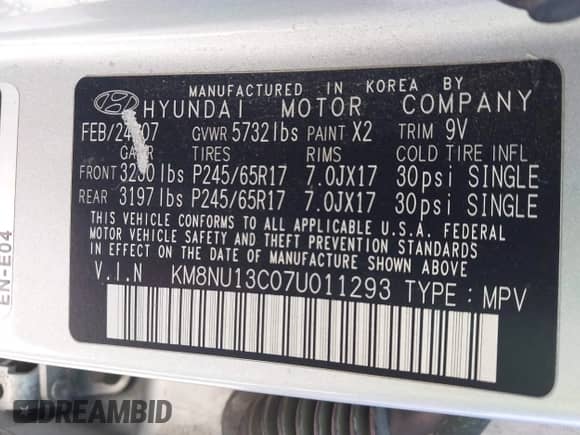 MANUFACTURED IN KOREA BY
HYUNDAI MOTOR COMPANY
FEB/24/07 GVWR 5732lbs PAINT X2 TRIM 9V
GAWR TIRES RIMS COLD TIRE INFL
FRONT lbs P245/65R17 7.0JX17 30psi SINGLE
REAR 3197lbs P245/65R17 7.0JX17 30psi SINGLE
THIS VEHICLE CONFORMS TO ALL APPLICABLE U.S.A. FEDERAL
MOTOR VEHICLE SAFETY AND THEFT PREVENTION STANDARDS
IN EFFECT ON THE DATE OF MANUFACTURE SHOWN ABOVE
V.I.N KM8NU13C07U011293 TYPE : MPV
EN-E04
DREAMBID